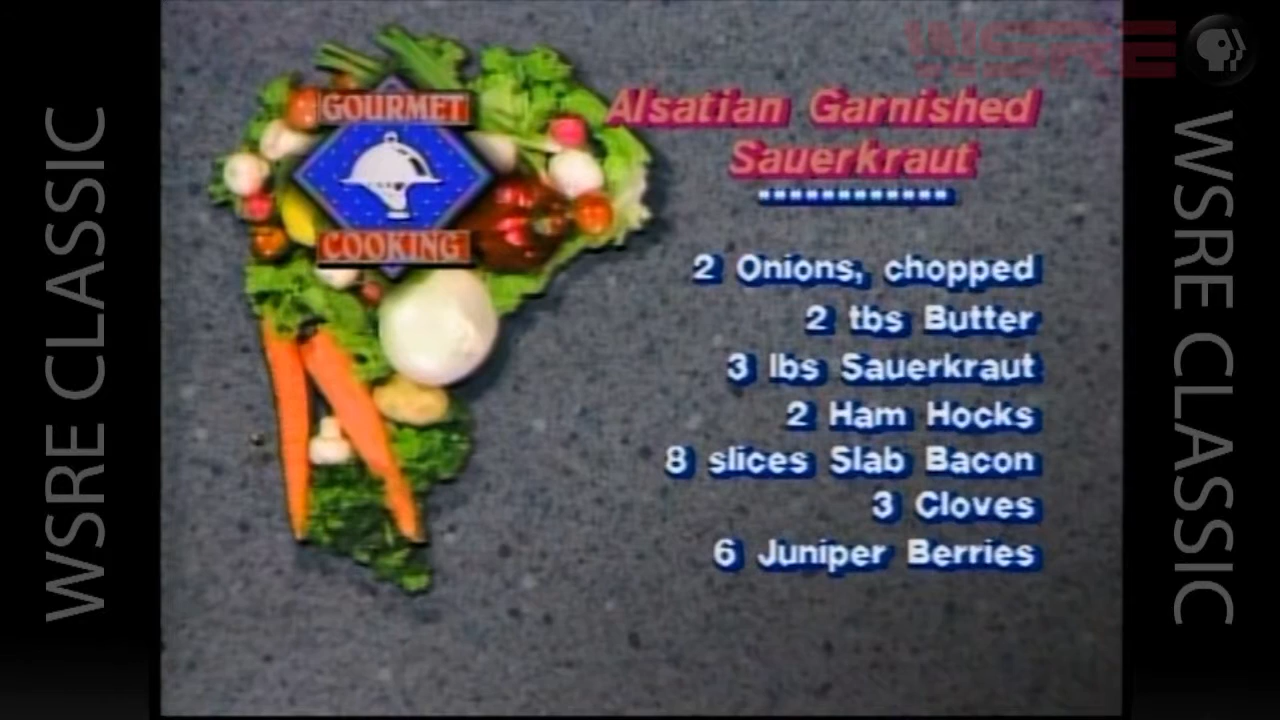 WSRE
WSRE CLASSIC
GOURMET
COOKING
Alsatian Garnished
Sauerkraut
2 Onions, chopped
2 tbs Butter
3 lbs Sauerkraut
2 Ham Hocks
8 slices Slab Bacon
3 Cloves
6 Juniper Berries
WSRE CLASSIC